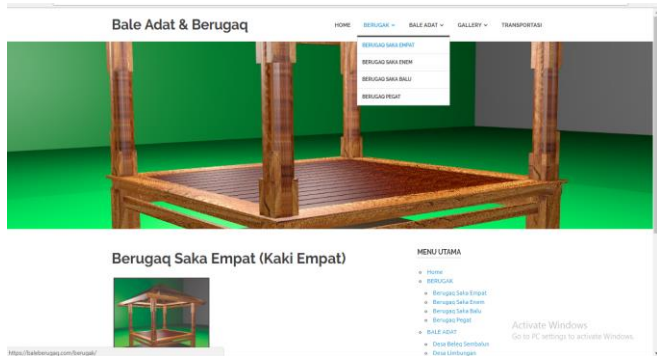 Bale Adat & Berugaq
HOME BERUGAK BALE ADAT GALLERY TRANSPORTASI
BERUGAQ SAKA EMPAT
BERUGAQ SAKA ENEM
BERUGAQ SAKA BALU
BERUGAQ PEGAT
Berugaq Saka Empat (Kaki Empat)
MENU UTAMA
Home
BERUGAK
Berugaq Saka Empat
Berugaq Saka Enem
Berugaq Saka Balu
Berugaq Pegat
BALE ADAT
Desa Beleq Sembalun
Desa Limbungan
Activate Windows
Go to PC settings to activate Windows.
https://baleberugaq.com/berugak/